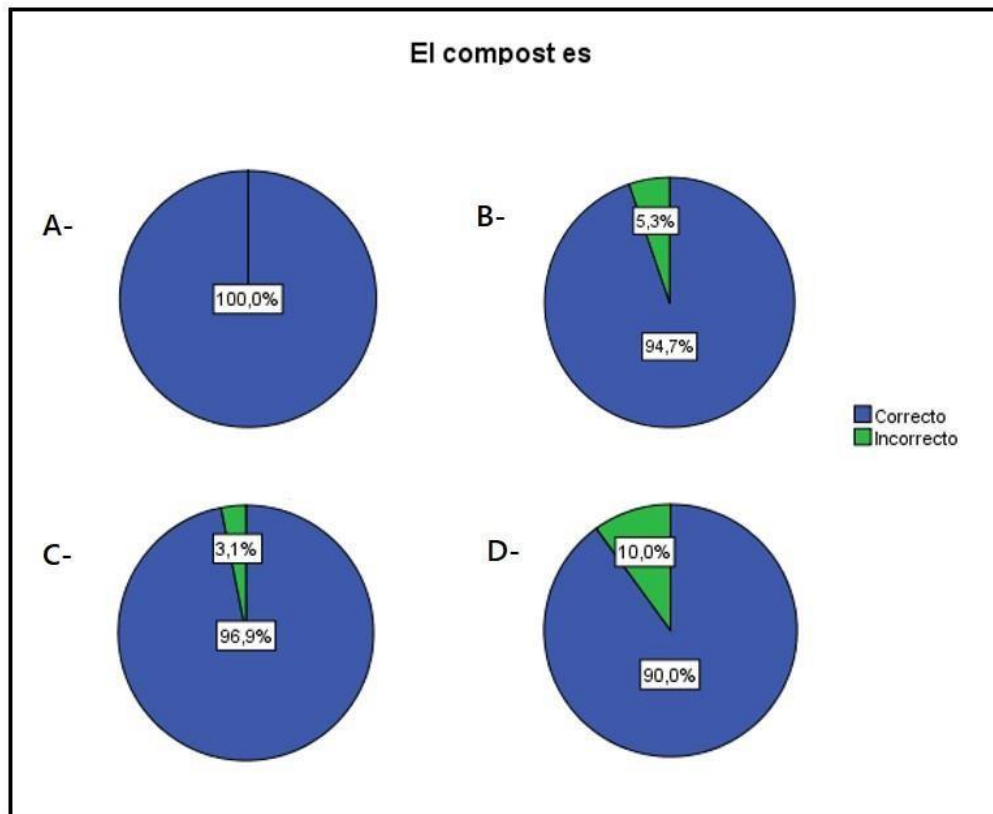 El compost es
A-
100,0%
B-
5,3%
94,7%
Correcto
Incorrecto
C-
3,1%
96,9%
D-
10,0%
90,0%